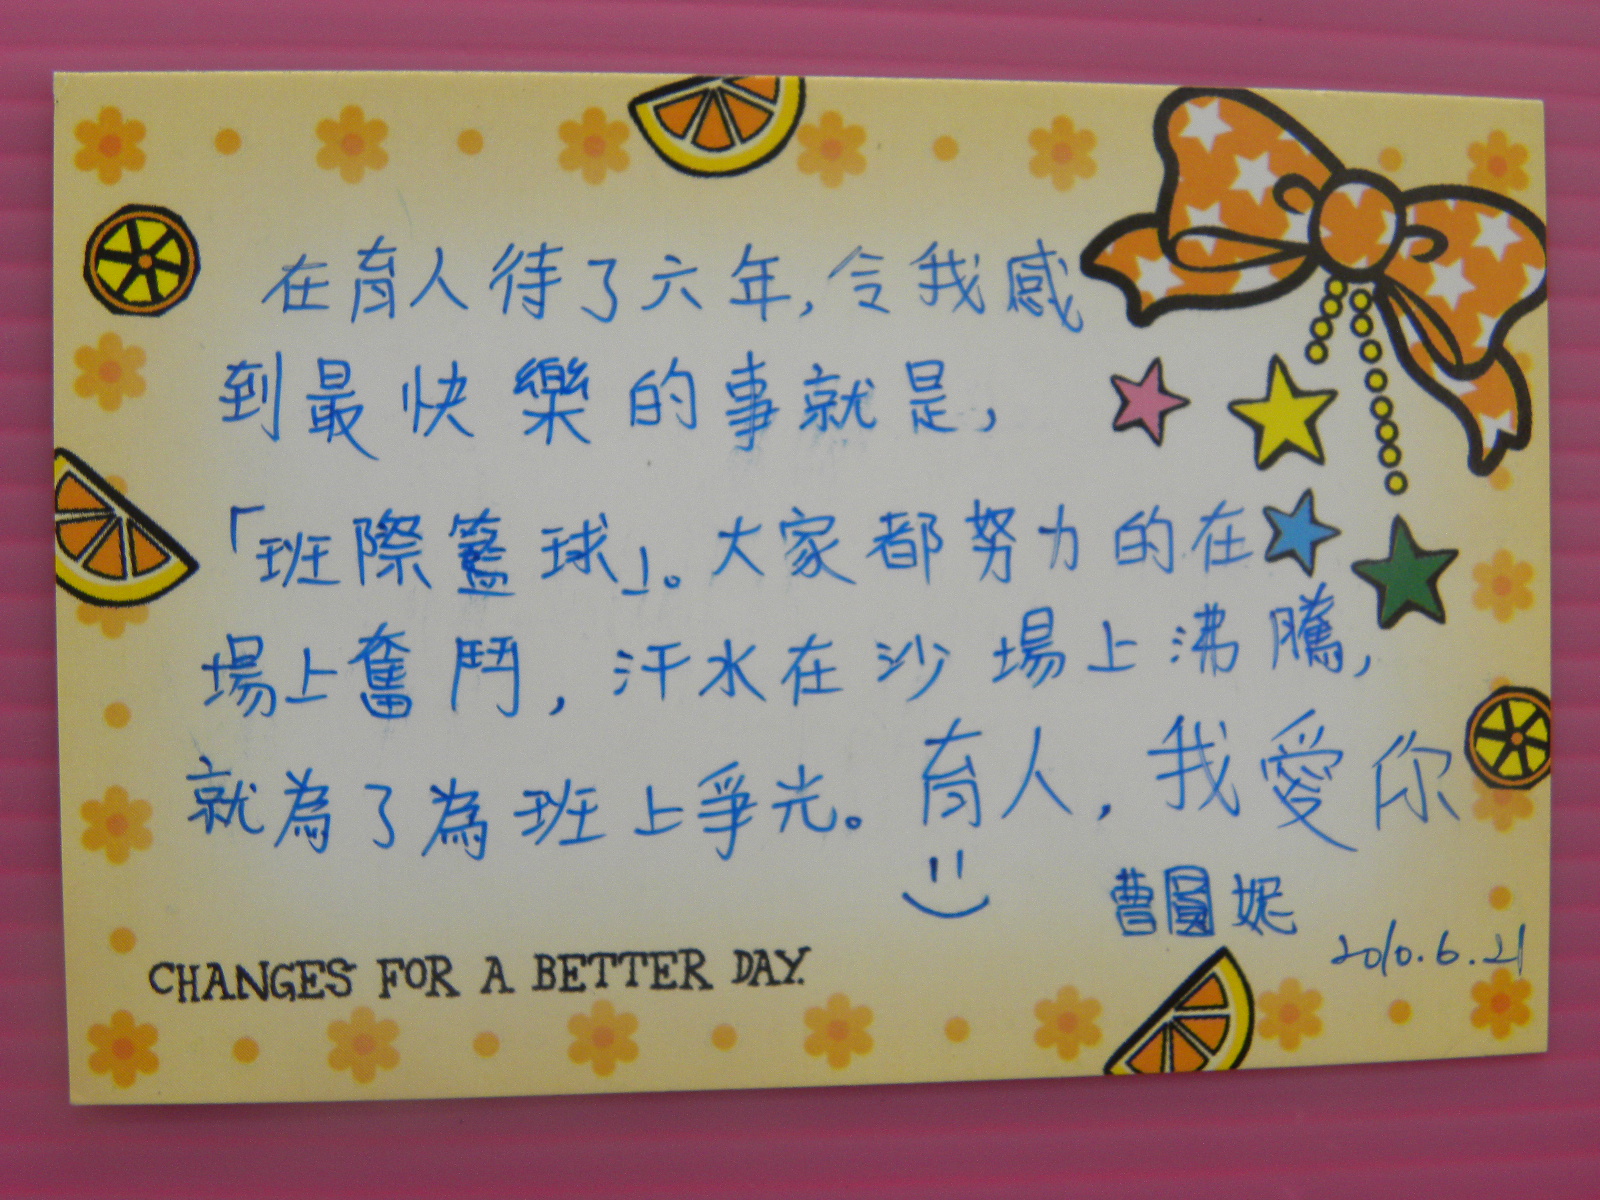 在育人待了六年,令我感
到最快樂的事就是,
「班際籃球」。大家都努力的在
場上奮鬥,汗水在沙場上沸騰,
就為了為班上爭光。育人,我愛你
曹圓妮
2010.6.21
CHANGES FOR A BETTER DAY.